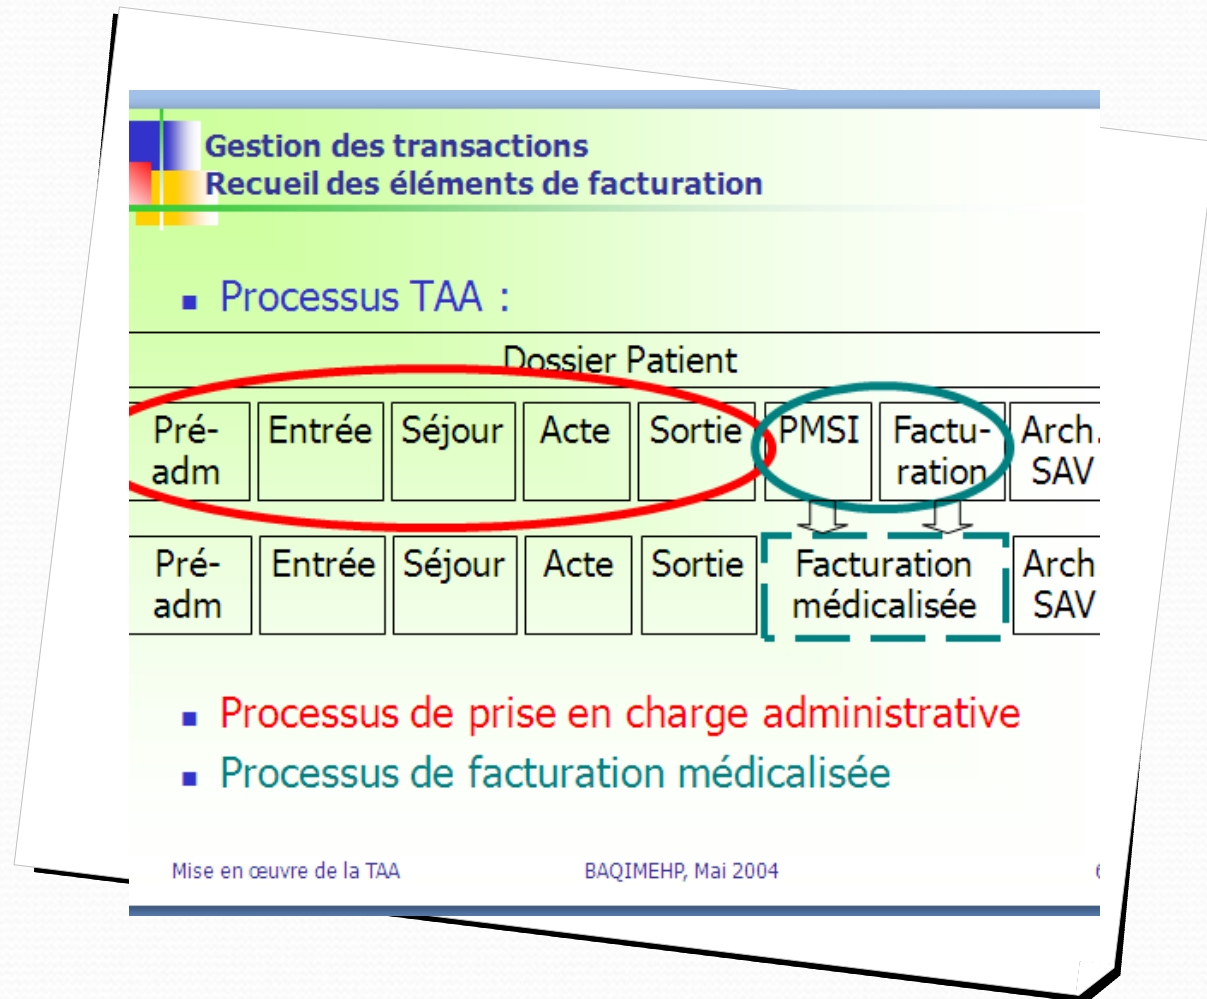 Gestion des transactions
Recueil des éléments de facturation
Processus TAA :
Dossier Patient
Pré-
adm
Entrée
Séjour
Acte
Sortie
PMSI
Factu-
ration
Arch.
SAV
Pré-
adm
Entrée
Séjour
Acte
Sortie
Facturation
médicalisée
Arch
SAV
Processus de prise en charge administrative
Processus de facturation médicalisée
Mise en œuvre de la TAA
BAQIMEHP, Mai 2004